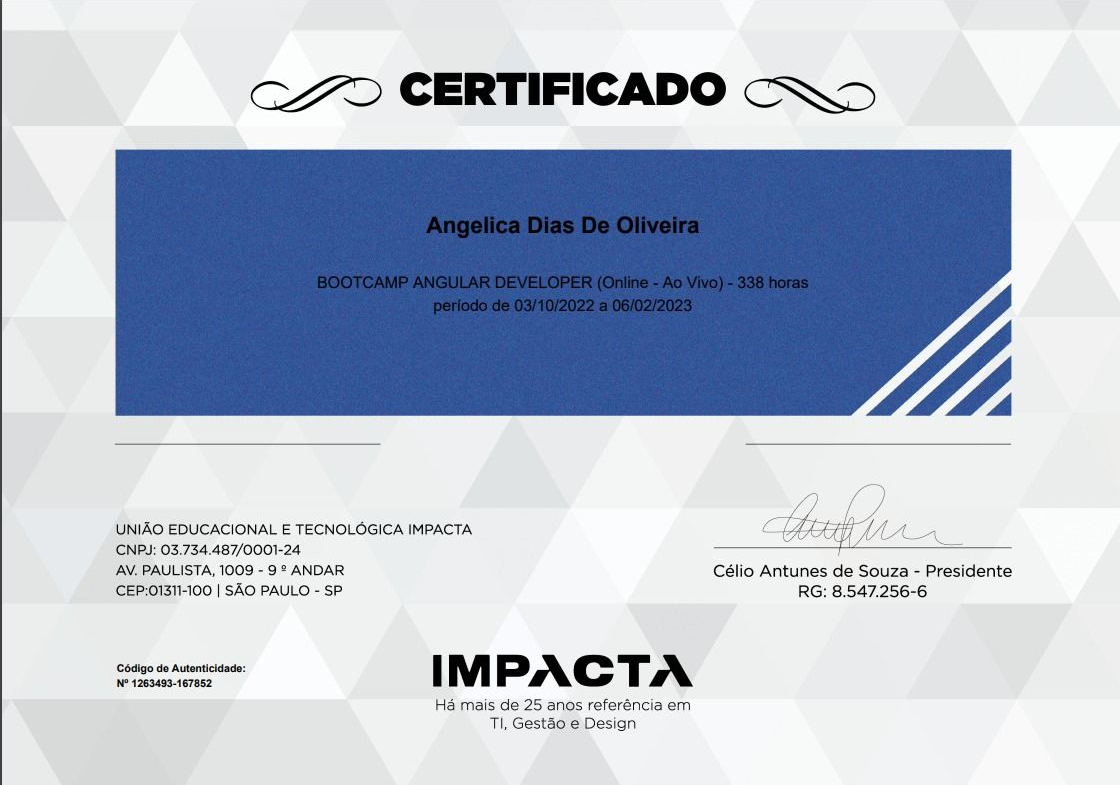 CERTIFICADO
Angelica Dias De Oliveira
BOOTCAMP ANGULAR DEVELOPER (Online - Ao Vivo) - 338 horas
período de 03/10/2022 a 06/02/2023
UNIÃO EDUCACIONAL E TECNOLÓGICA IMPACTA
CNPJ: 03.734.487/0001-24
AV. PAULISTA, 1009 - 9 º ANDAR
CEP:01311-100 | SÃO PAULO - SP
Célio Antunes de Souza - Presidente
RG: 8.547.256-6
Código de Autenticidade:
Nº 1263493-167852
IMPACTA
Há mais de 25 anos referência em
TI, Gestão e Design